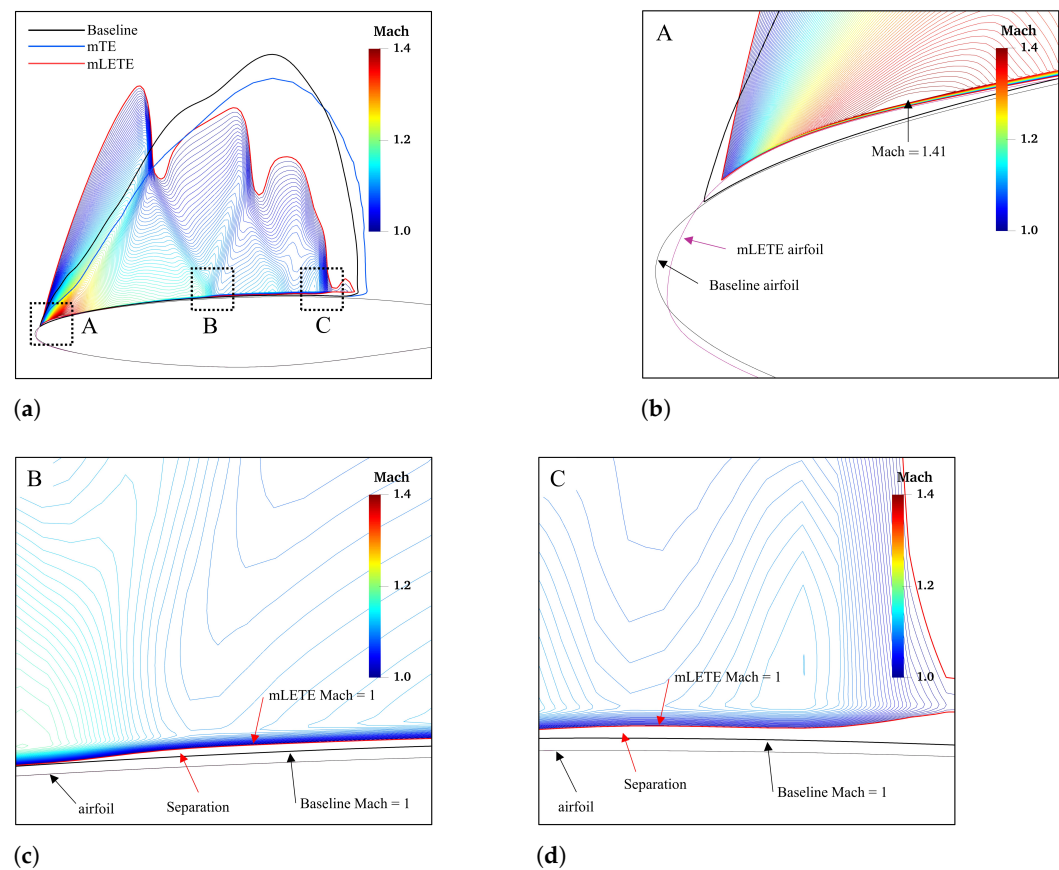 Baseline
mTE
mLETE
Mach
1.4
1.2
1.0
A
B
C
(a)
A
Mach
1.4
1.2
1.0
Mach = 1.41
mLETE airfoil
Baseline airfoil
(b)
B
Mach
1.4
1.2
1.0
mLETE Mach = 1
airfoil
Separation
Baseline Mach = 1
(c)
C
Mach
1.4
1.2
1.0
mLETE Mach = 1
Separation
airfoil
Baseline Mach = 1
(d)